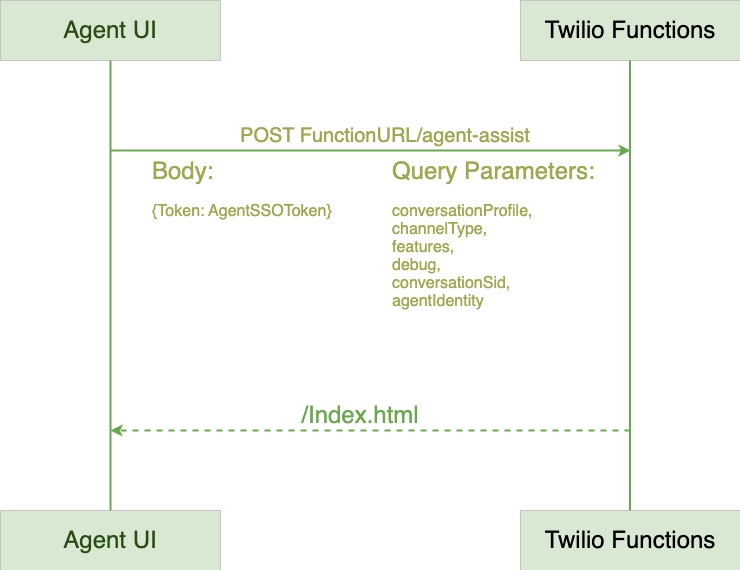 Agent UI
Twilio Functions
POST FunctionURL/agent-assist
Body:
Query Parameters:
{Token: AgentSSOToken}
conversationProfile,
channelType,
features,
debug,
conversationSid,
agentIdentity
/Index.html
Agent UI
Twilio Functions